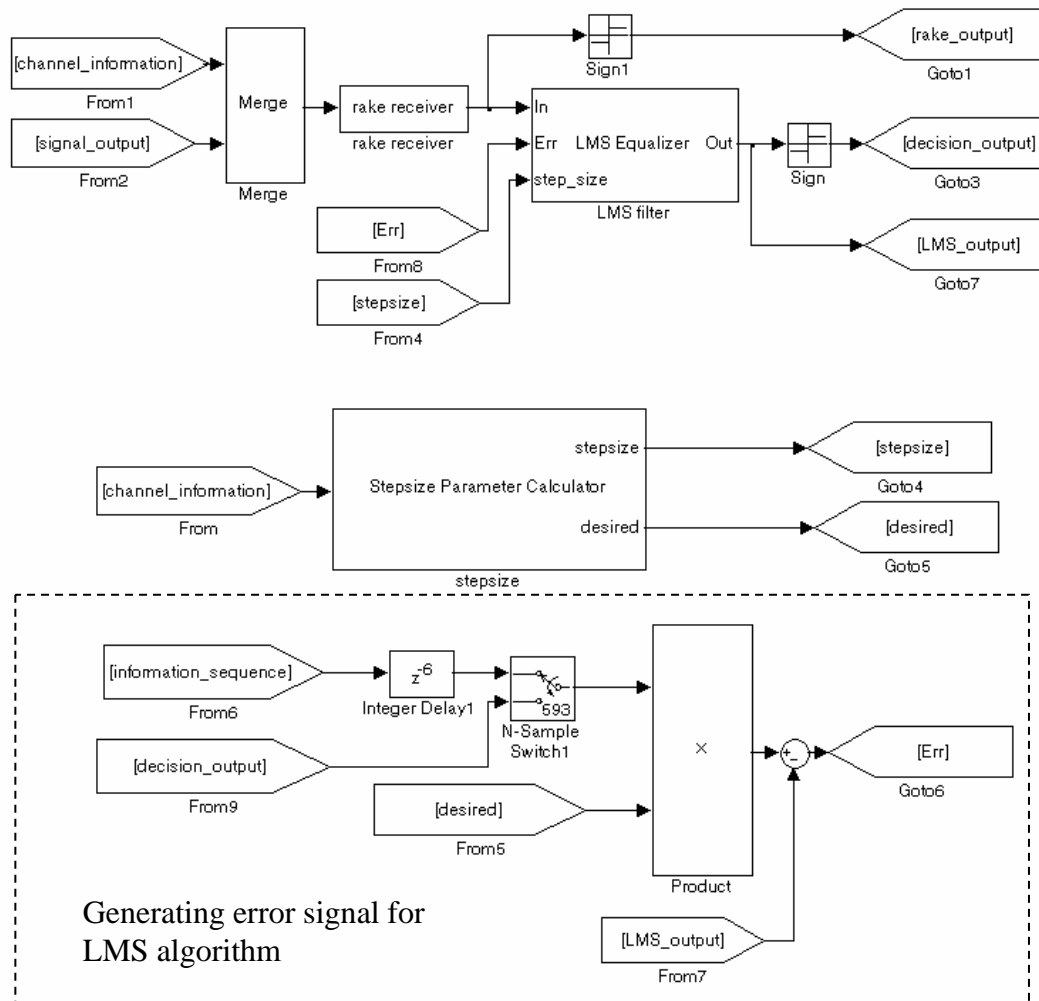 [channel_information]
From1
[signal_output]
From2
Merge
Merge
rake receiver
rake receiver
Sign1
[rake_output]
Goto1
In
Err
step_size
LMS Equalizer
Out
LMS filter
Sign
[decision_output]
Goto3
[LMS_output]
Goto7
[Err]
From8
[stepsize]
From4
[channel_information]
From
Stepsize Parameter Calculator
stepsize
desired
stepsize
[stepsize]
Goto4
[desired]
Goto5
[information_sequence]
From6
z-6
Integer Delay1
593
N-Sample
Switch1
[decision_output]
From9
[desired]
From5
×
Product
+
−
[Err]
Goto6
[LMS_output]
From7
Generating error signal for
LMS algorithm